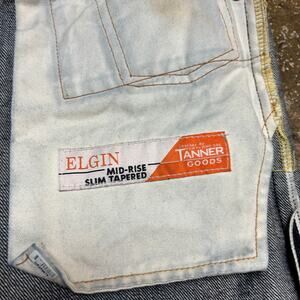 ELGIN
MID-RISE
SLIM TAPERED
TANNER
GOODS